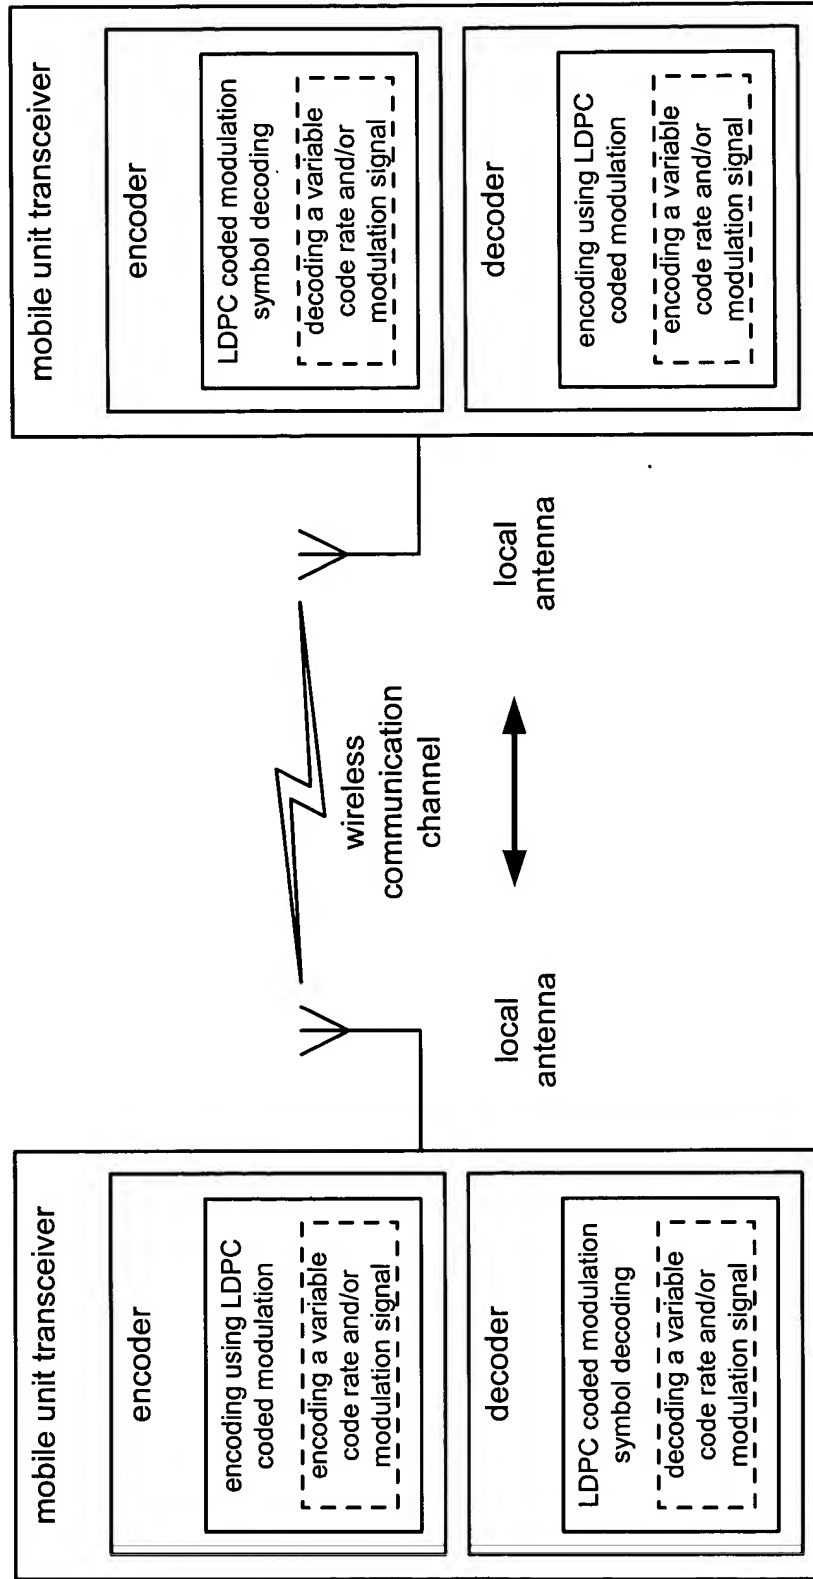 mobile unit transceiver
encoder
encoding using LDPC
coded modulation
encoding a variable
code rate and/or
modulation signal
decoder
LDPC coded modulation
symbol decoding
decoding a variable
code rate and/or
modulation signal
local
antenna
wireless
communication
channel
local
antenna
mobile unit transceiver
encoder
LDPC coded modulation
symbol decoding
decoding a variable
code rate and/or
modulation signal
decoder
encoding using LDPC
coded modulation
encoding a variable
code rate and/or
modulation signal